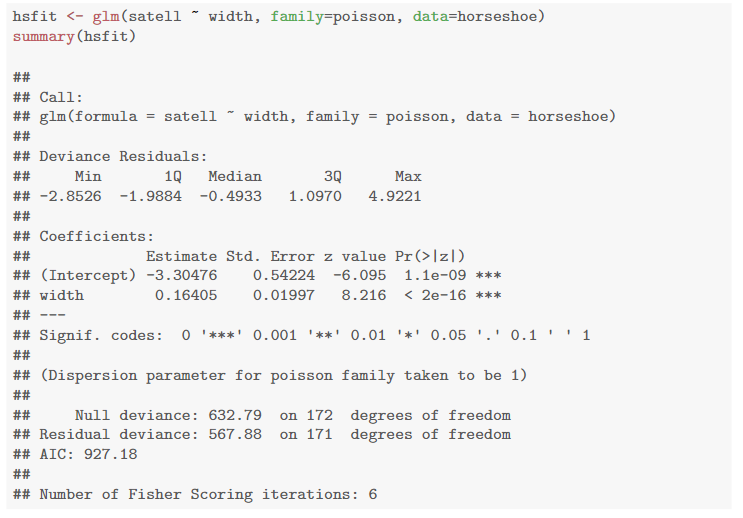 hsfit <- glm(satell ~ width, family=poisson, data=horseshoe)
summary(hsfit)
##
## Call:
## glm(formula = satell ~ width, family = poisson, data = horseshoe)
##
## Deviance Residuals:
##     Min       1Q   Median       3Q      Max
## -2.8526  -1.9884  -0.4933   1.0970   4.9221
##
## Coefficients:
##             Estimate Std. Error z value Pr(>|z|)
## (Intercept) -3.30476    0.54224  -6.095  1.1e-09 ***
## width        0.16405    0.01997   8.216  < 2e-16 ***
## ---
## Signif. codes:  0 '***' 0.001 '**' 0.01 '*' 0.05 '.' 0.1 ' ' 1
##
## (Dispersion parameter for poisson family taken to be 1)
##
##     Null deviance: 632.79  on 172  degrees of freedom
## Residual deviance: 567.88  on 171  degrees of freedom
## AIC: 927.18
##
## Number of Fisher Scoring iterations: 6